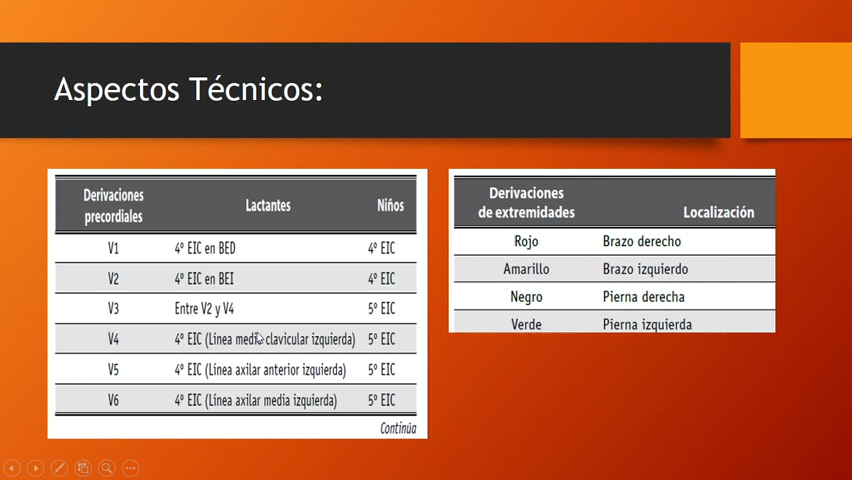 Aspectos Técnicos:
Derivaciones precordiales Lactantes Niños
V1 4º EIC en BED 4º EIC
V2 4º EIC en BEI 4º EIC
V3 Entre V2 y V4 5º EIC
V4 4º EIC (Línea medio clavicular izquierda) 5º EIC
V5 4º EIC (Línea axilar anterior izquierda) 5º EIC
V6 4º EIC (Línea axilar media izquierda) 5º EIC
Continúa
Derivaciones de extremidades Localización
Rojo Brazo derecho
Amarillo Brazo izquierdo
Negro Pierna derecha
Verde Pierna izquierda